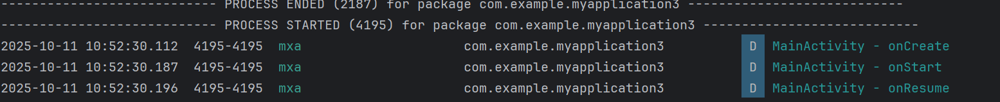 ---------------------------- PROCESS ENDED (2187) for package com.example.myapplication3 ----------------------------
---------------------------- PROCESS STARTED (4195) for package com.example.myapplication3 ----------------------------
2025-10-11 10:52:30.112  4195-4195  mxa                     com.example.myapplication3          D  MainActivity - onCreate
2025-10-11 10:52:30.187  4195-4195  mxa                     com.example.myapplication3          D  MainActivity - onStart
2025-10-11 10:52:30.196  4195-4195  mxa                     com.example.myapplication3          D  MainActivity - onResume